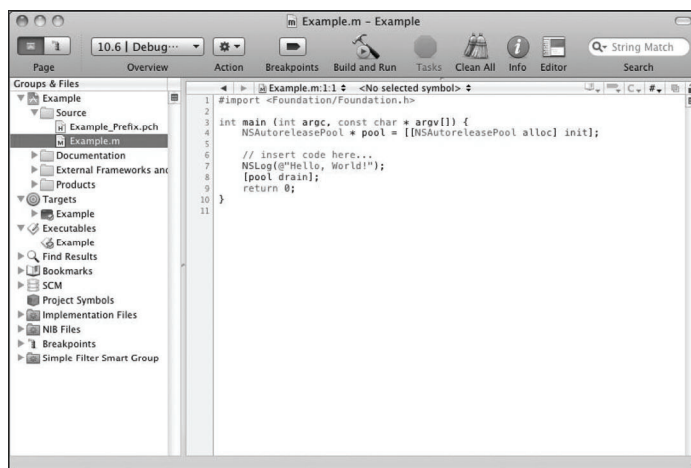 Example.m – Example
10.6 | Debug···
Page
Overview
Action
Breakpoints
Build and Run
Tasks
Clean All
Info
Editor
String Match
Search
Groups & Files
Example
Source
Example_Prefix.pch
Example.m
Documentation
External Frameworks and
Products
Targets
Example
Executables
Example
Find Results
Bookmarks
SCM
Project Symbols
Implementation Files
NIB Files
Breakpoints
Simple Filter Smart Group
Example.m:1:1 <No selected symbol>
C #
1 #import <Foundation/Foundation.h>
2
3 int main (int argc, const char * argv[]) {
4 NSAutoreleasePool * pool = [[NSAutoreleasePool alloc] init];
5
6 // insert code here...
7 NSLog(@"Hello, World!");
8 [pool drain];
9 return 0;
10 }
11